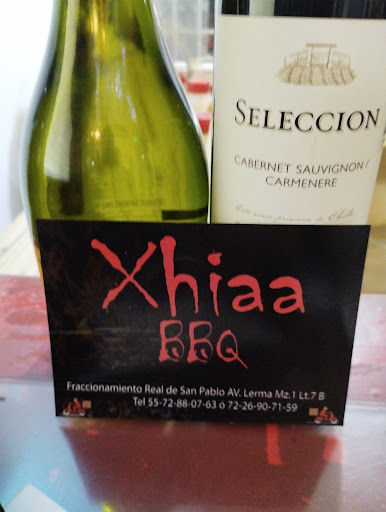 SELECCION
CABERNET SAUVIGNON/
CARMENERE
Xhiaa
BBQ
Fraccionamiento Real de San Pablo AV. Lerma Mz.1 Lt.7 B
Tel 55-72-88-07-63 ó 72-26-90-71-59